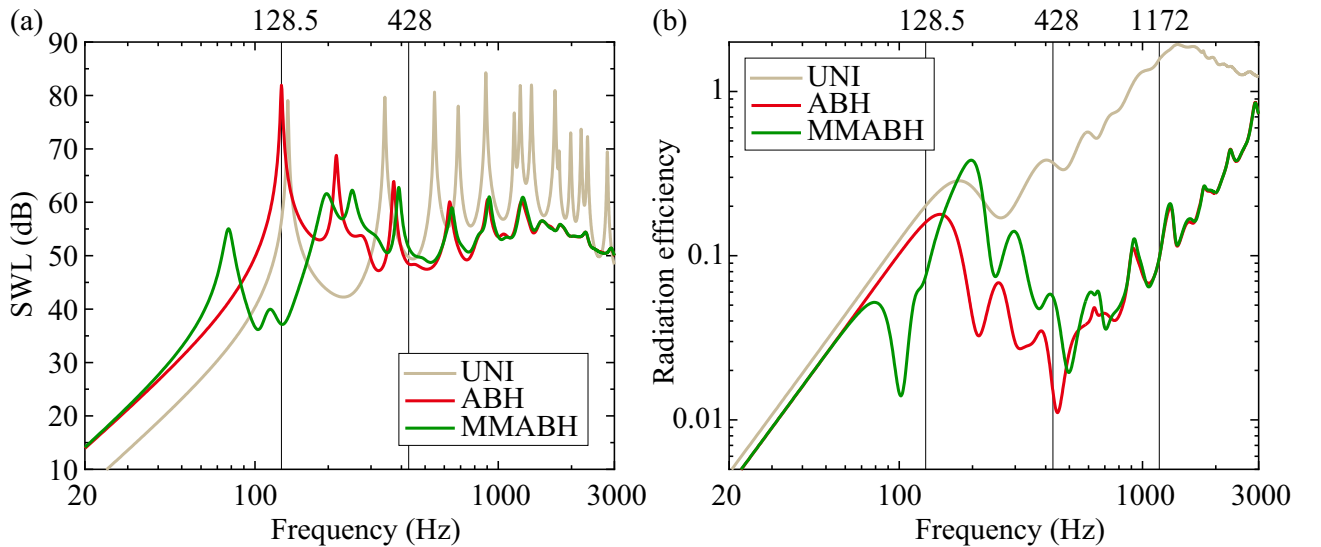 (a)
128.5 428
90
80
70
60
50
40
30
20
10
SWL (dB)
UNI
ABH
MMABH
20 100 1000 3000
Frequency (Hz)
(b)
128.5 428 1172
UNI
ABH
MMABH
1
0.1
0.01
Radiation efficiency
20 100 1000 3000
Frequency (Hz)